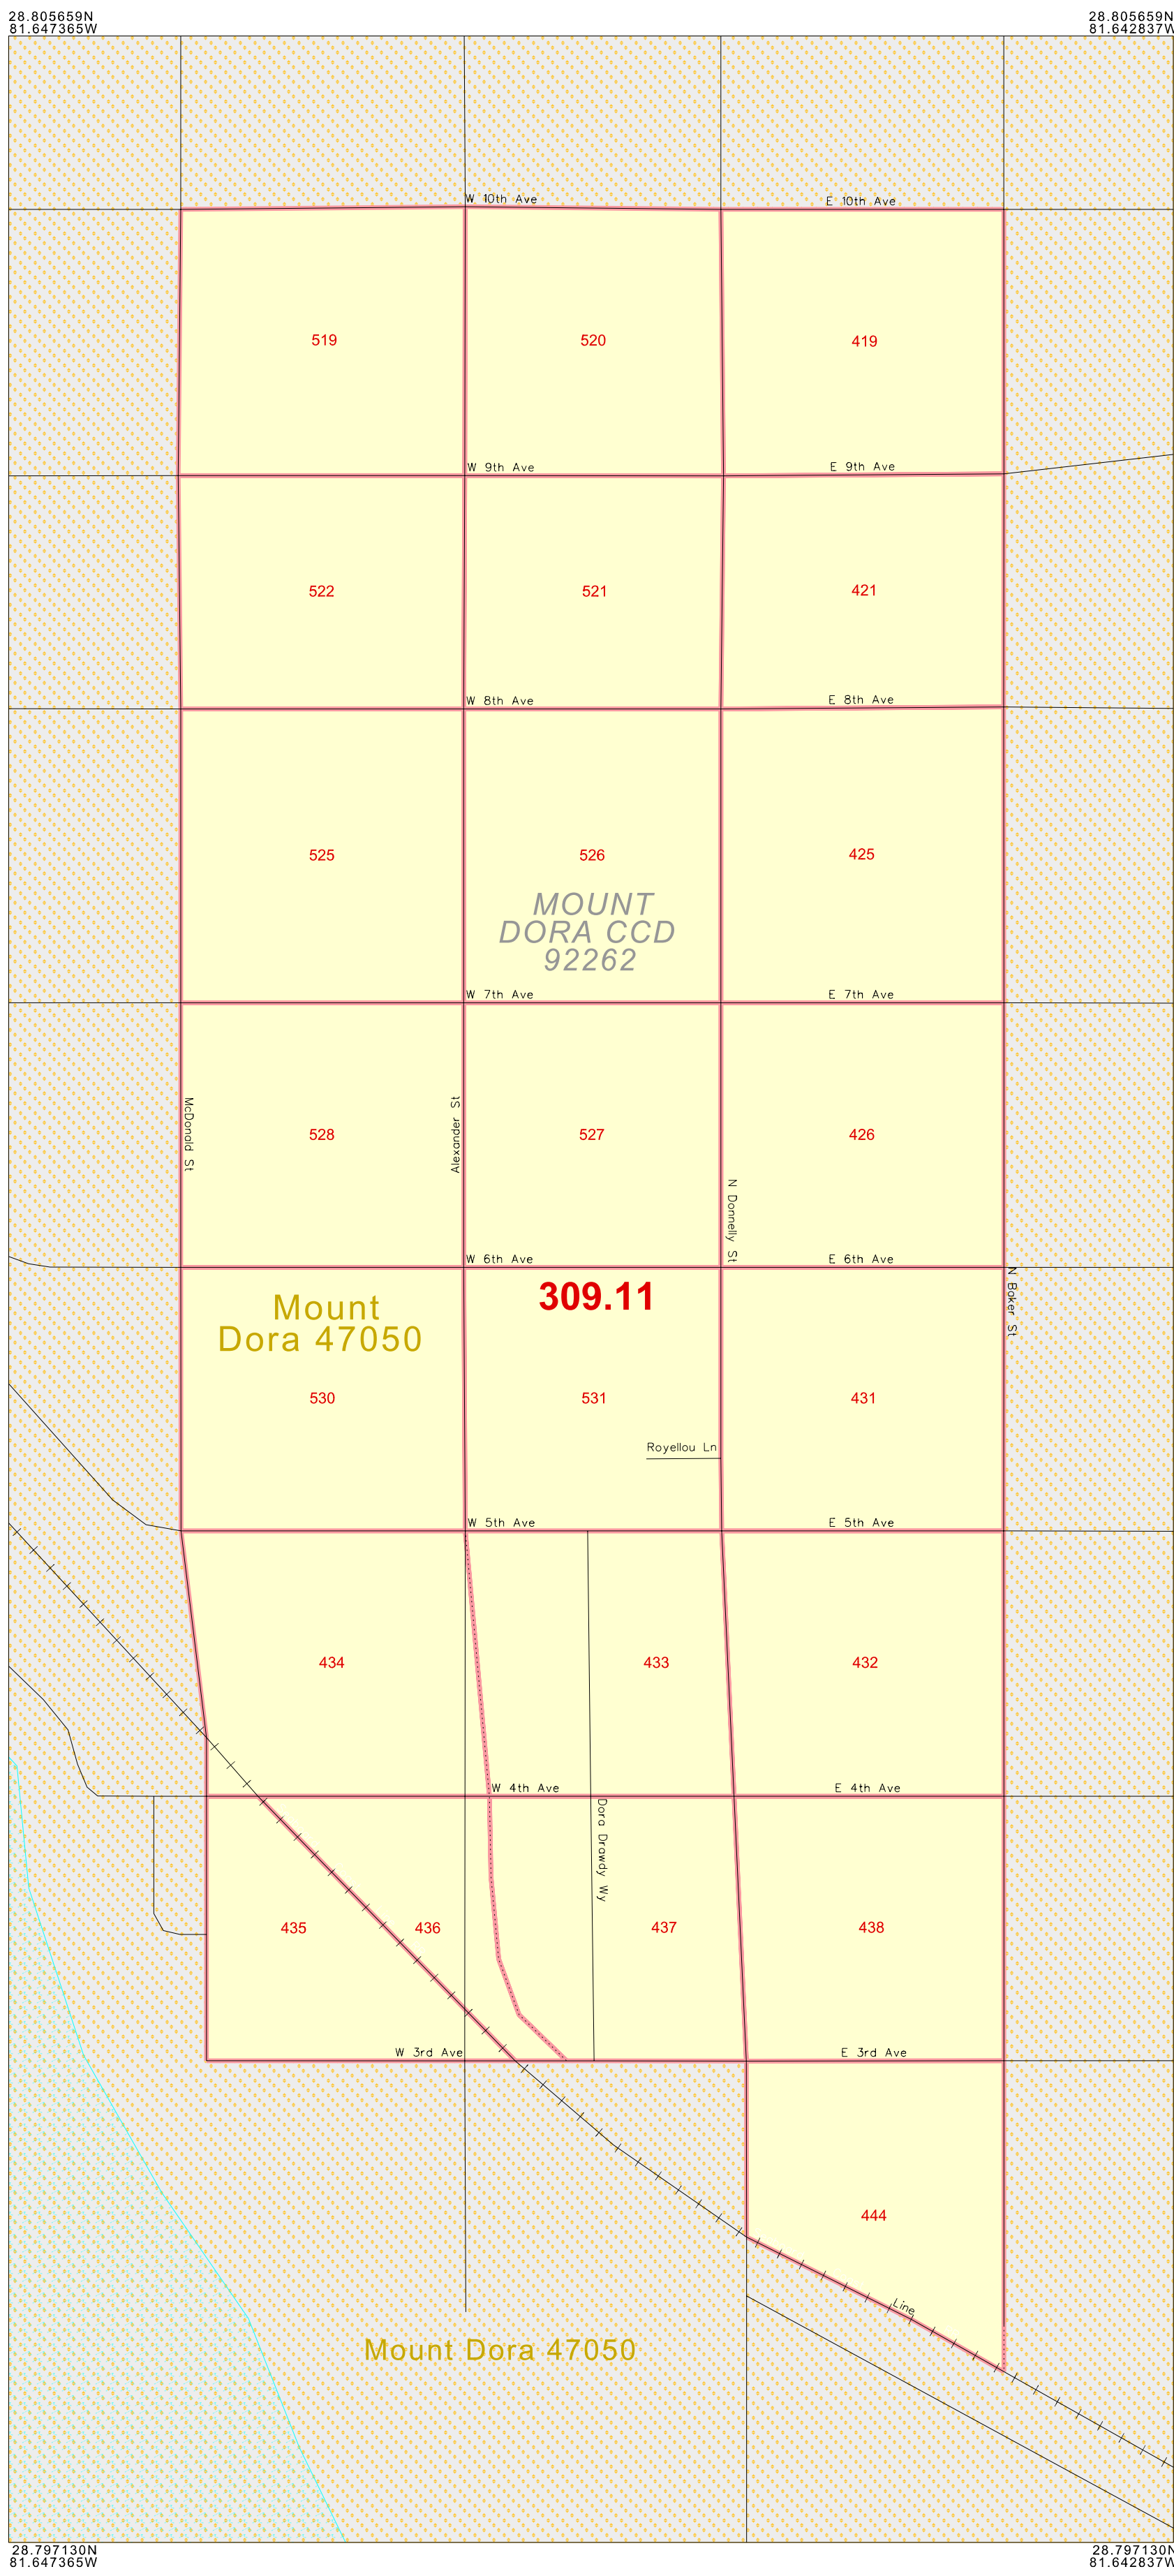 28.805659N
81.647365W
28.805659N
81.642837W
W 10th Ave
E 10th Ave
519
520
419
W 9th Ave
E 9th Ave
522
521
421
W 8th Ave
E 8th Ave
525
526
425
MOUNT
DORA CCD
92262
W 7th Ave
E 7th Ave
McDonald St
528
Alexander St
527
426
N Donnelly St
W 6th Ave
E 6th Ave
N Baker St
309.11
Mount
Dora 47050
530
531
431
Royellou Ln
W 5th Ave
E 5th Ave
434
433
432
W 4th Ave
E 4th Ave
Dora Drawdy Wy
435
436
437
438
W 3rd Ave
E 3rd Ave
444
Line
Mount Dora 47050
28.797130N
81.647365W
28.797130N
81.642837W